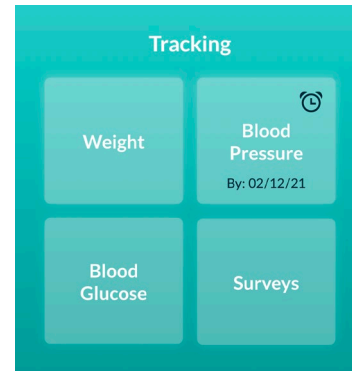 Tracking
Weight
Blood
Pressure
By: 02/12/21
Blood
Glucose
Surveys